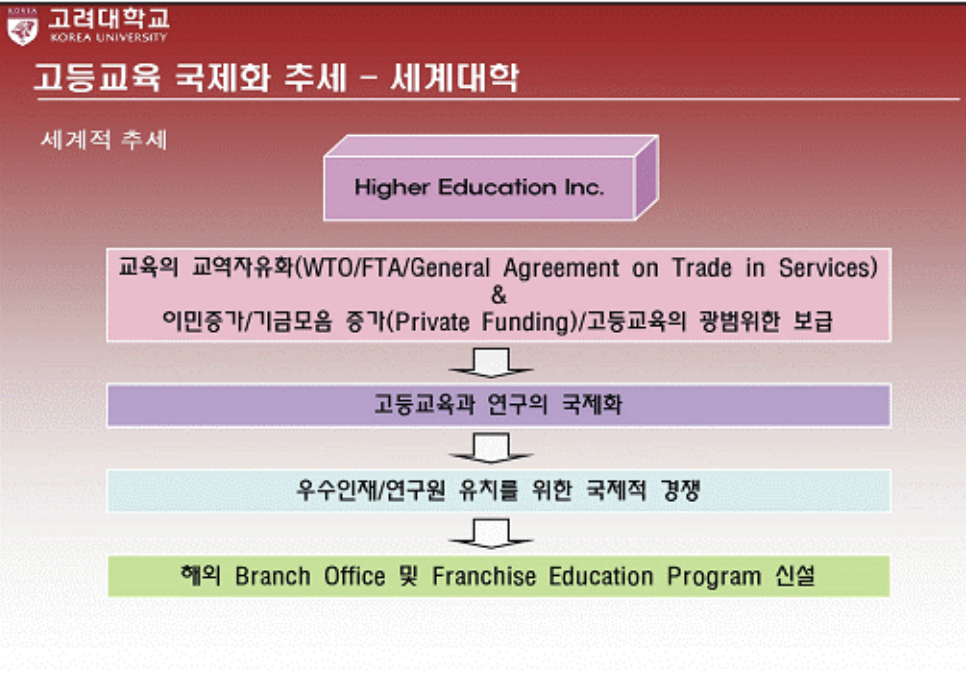 KOREA
고려대학교
KOREA UNIVERSITY
고등교육 국제화 추세 – 세계대학
세계적 추세
Higher Education Inc.
교육의 교역자유화(WTO/FTA/General Agreement on Trade in Services)
&
이민증가/기금모음 증가(Private Funding)/고등교육의 광범위한 보급
고등교육과 연구의 국제화
우수인재/연구원 유치를 위한 국제적 경쟁
해외 Branch Office 및 Franchise Education Program 신설